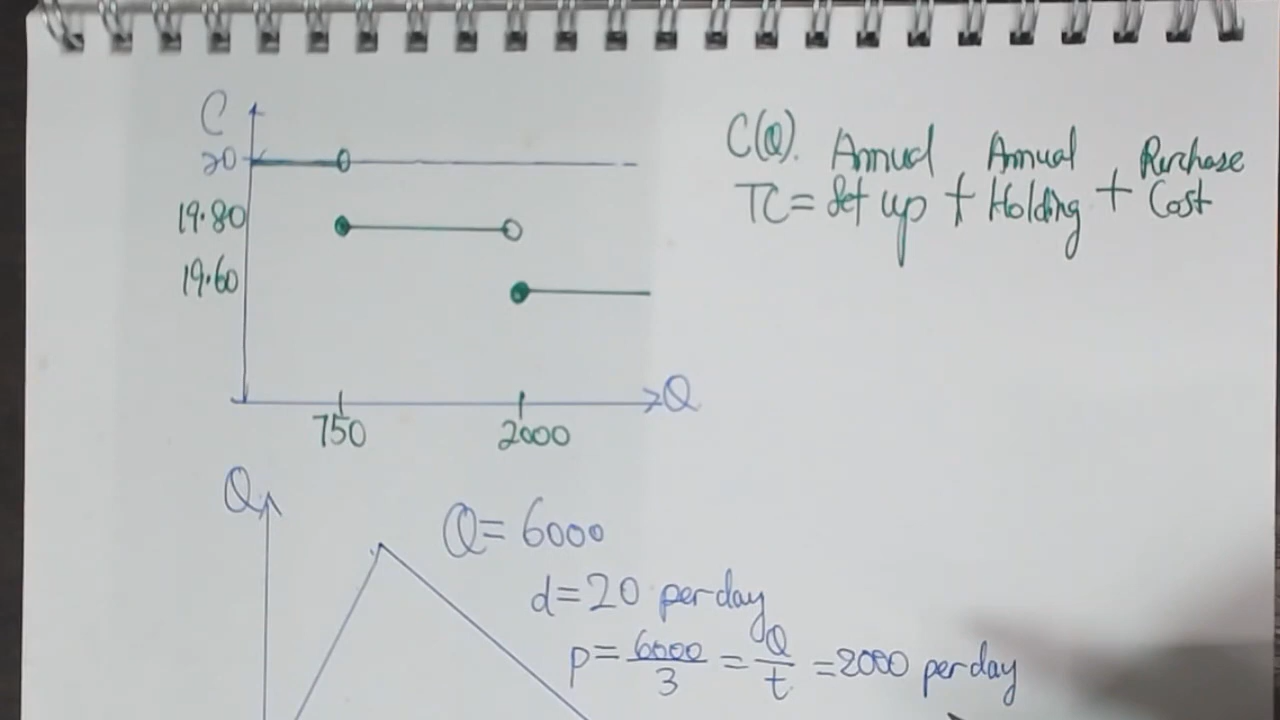 C
20
19.80
19.60
750
2000
Q
C(Q). Annual Annual Purchase
TC = Set up + Holding + Cost
Q
Q = 6000
d = 20 per day
p = 6000/3 = Q/t = 2000 per day